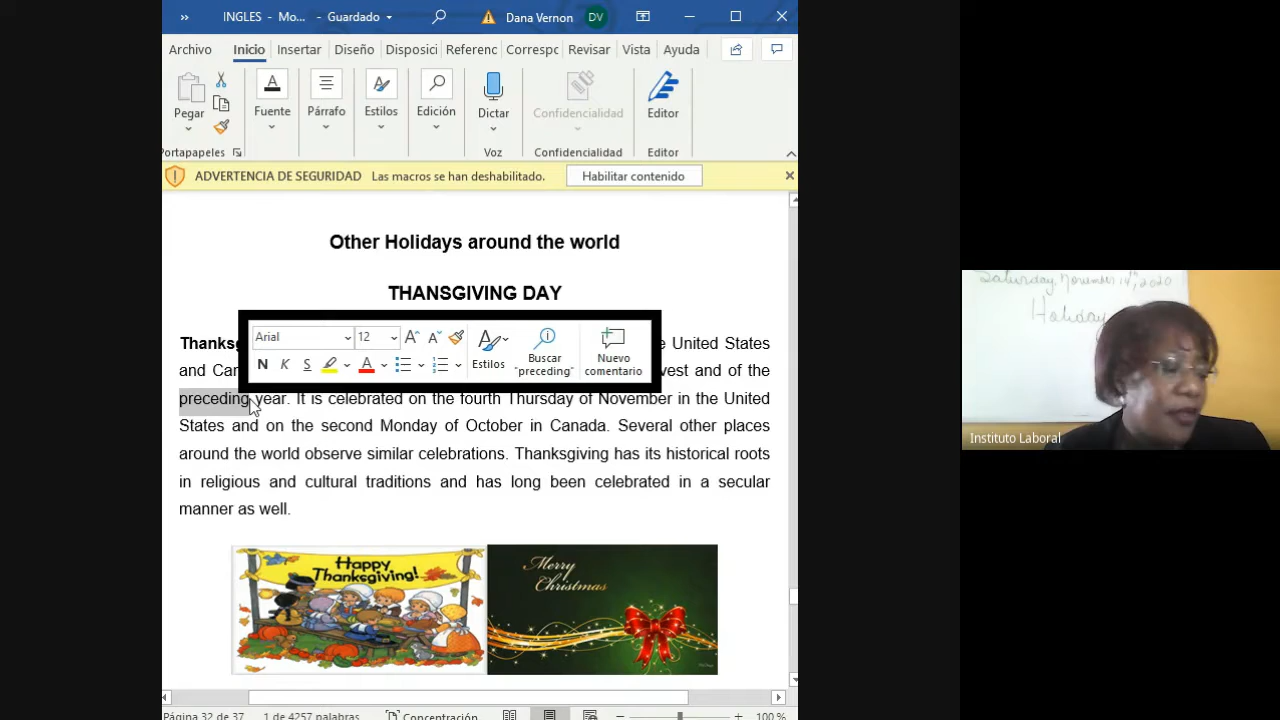 » INGLES - Mo... - Guardado Dana Vernon DV
Archivo Inicio Insertar Diseño Disposici Referenc Correspc Revisar Vista Ayuda
Pegar Fuente Párrafo Estilos Edición Dictar Confidencialidad Editor
Portapapeles Voz Confidencialidad Editor
ADVERTENCIA DE SEGURIDAD Las macros se han deshabilitado. Habilitar contenido
Other Holidays around the world
THANSGIVING DAY
Arial 12
N K S Estilos Buscar "preceding" Nuevo comentario
Thanksg United States
and Can vest and of the
preceding year. It is celebrated on the fourth Thursday of November in the United
States and on the second Monday of October in Canada. Several other places
around the world observe similar celebrations. Thanksgiving has its historical roots
in religious and cultural traditions and has long been celebrated in a secular
manner as well.
Happy
Thanksgiving!
Merry
Christmas
Página 32 de 37 1 de 4257 palabras Concentración 100 %
Saturday, November 14th, 2020
Holiday
Instituto Laboral